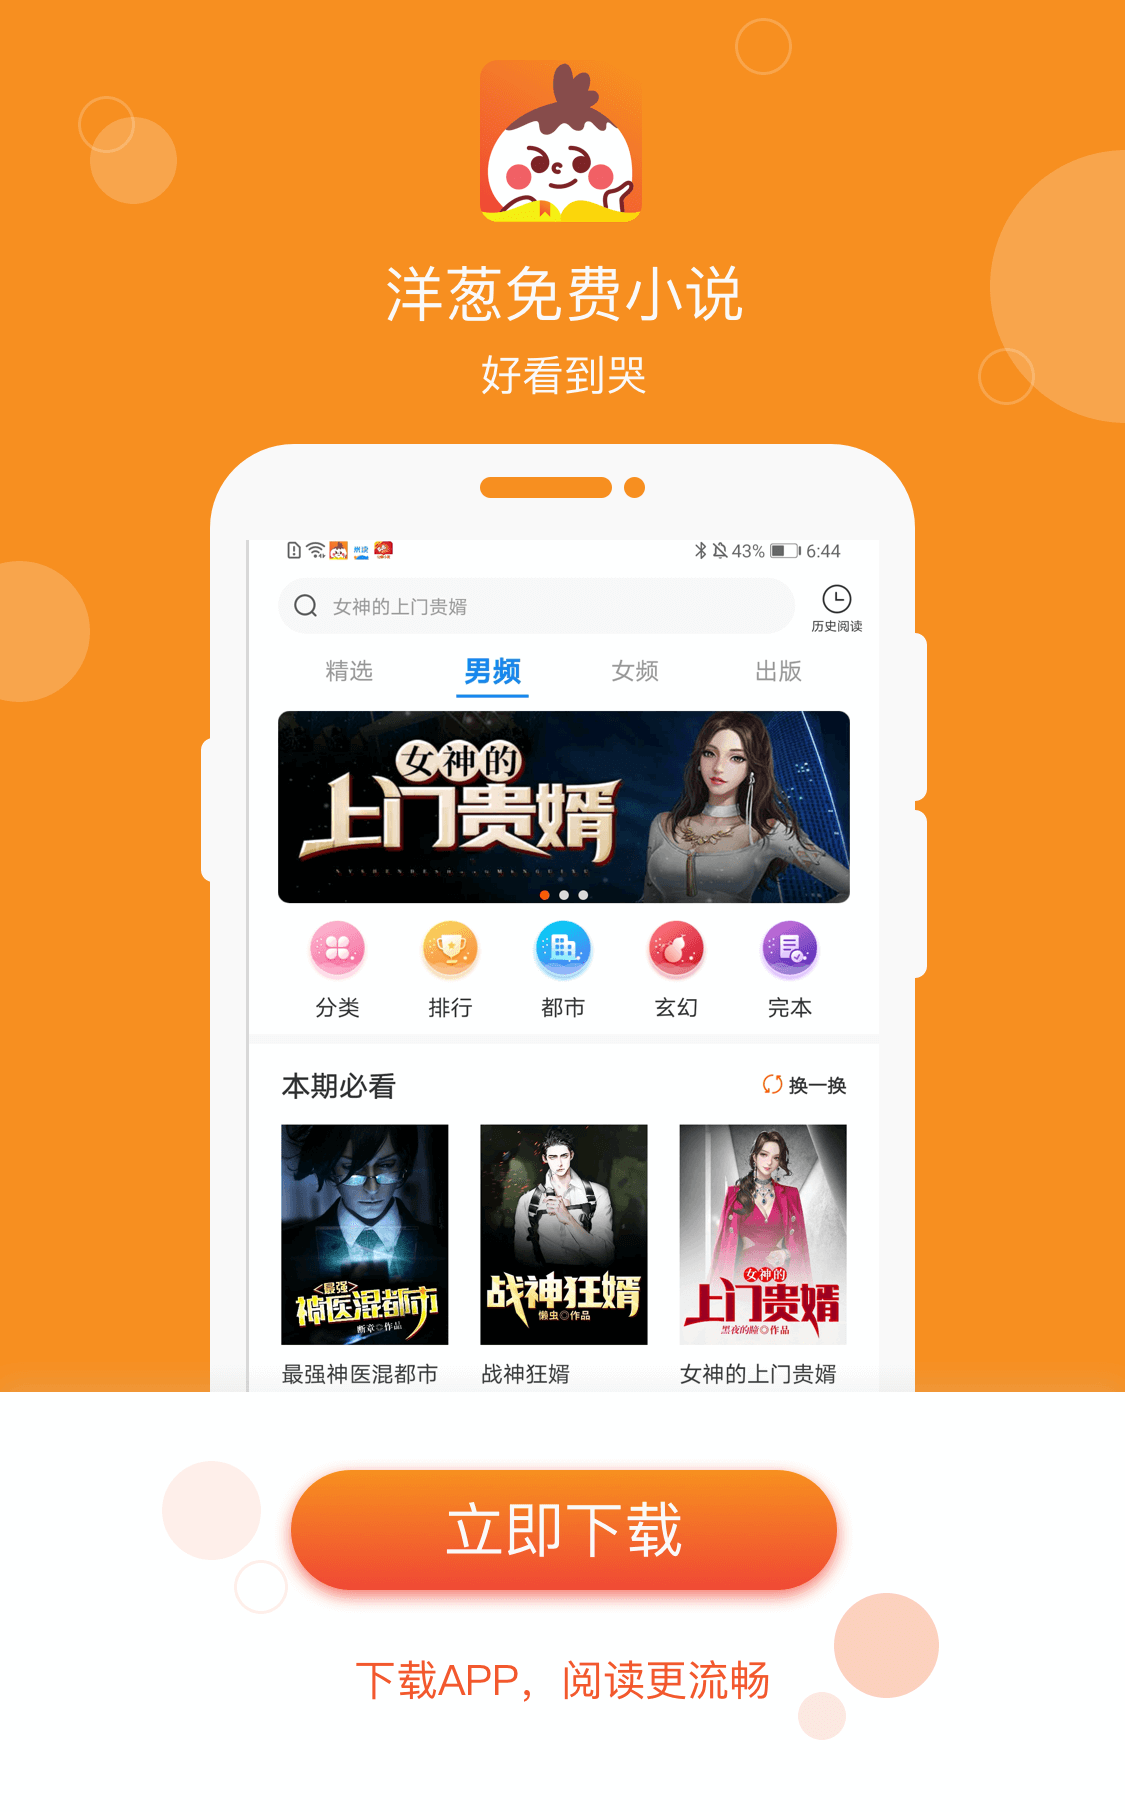 洋葱免费小说
好看到哭
43% 6:44
女神的上门贵婿
历史阅读
精选 男频 女频 出版
女神的
上门贵婿
分类 排行 都市 玄幻 完本
本期必看 换一换
<最强>
神医混都市
断章◎作品
战神狂婿
懒虫◎作品
女神的
上门贵婿
黑夜的瞳◎作品
最强神医混都市 战神狂婿 女神的上门贵婿
立即下载
下载APP，阅读更流畅